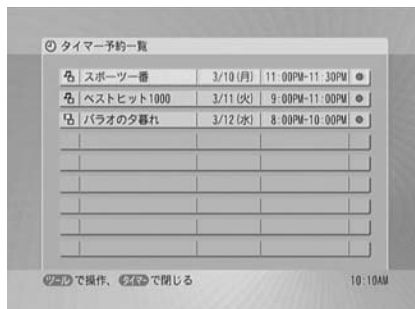 タイマー予約一覧
スポーツ一番 3/10(月) 11:00PM-11:30PM
ベストヒット1000 3/11(火) 9:00PM-11:00PM
パラオの夕暮れ 3/12(水) 8:00PM-10:00PM
ツールで操作、タイマーで閉じる 10:10AM